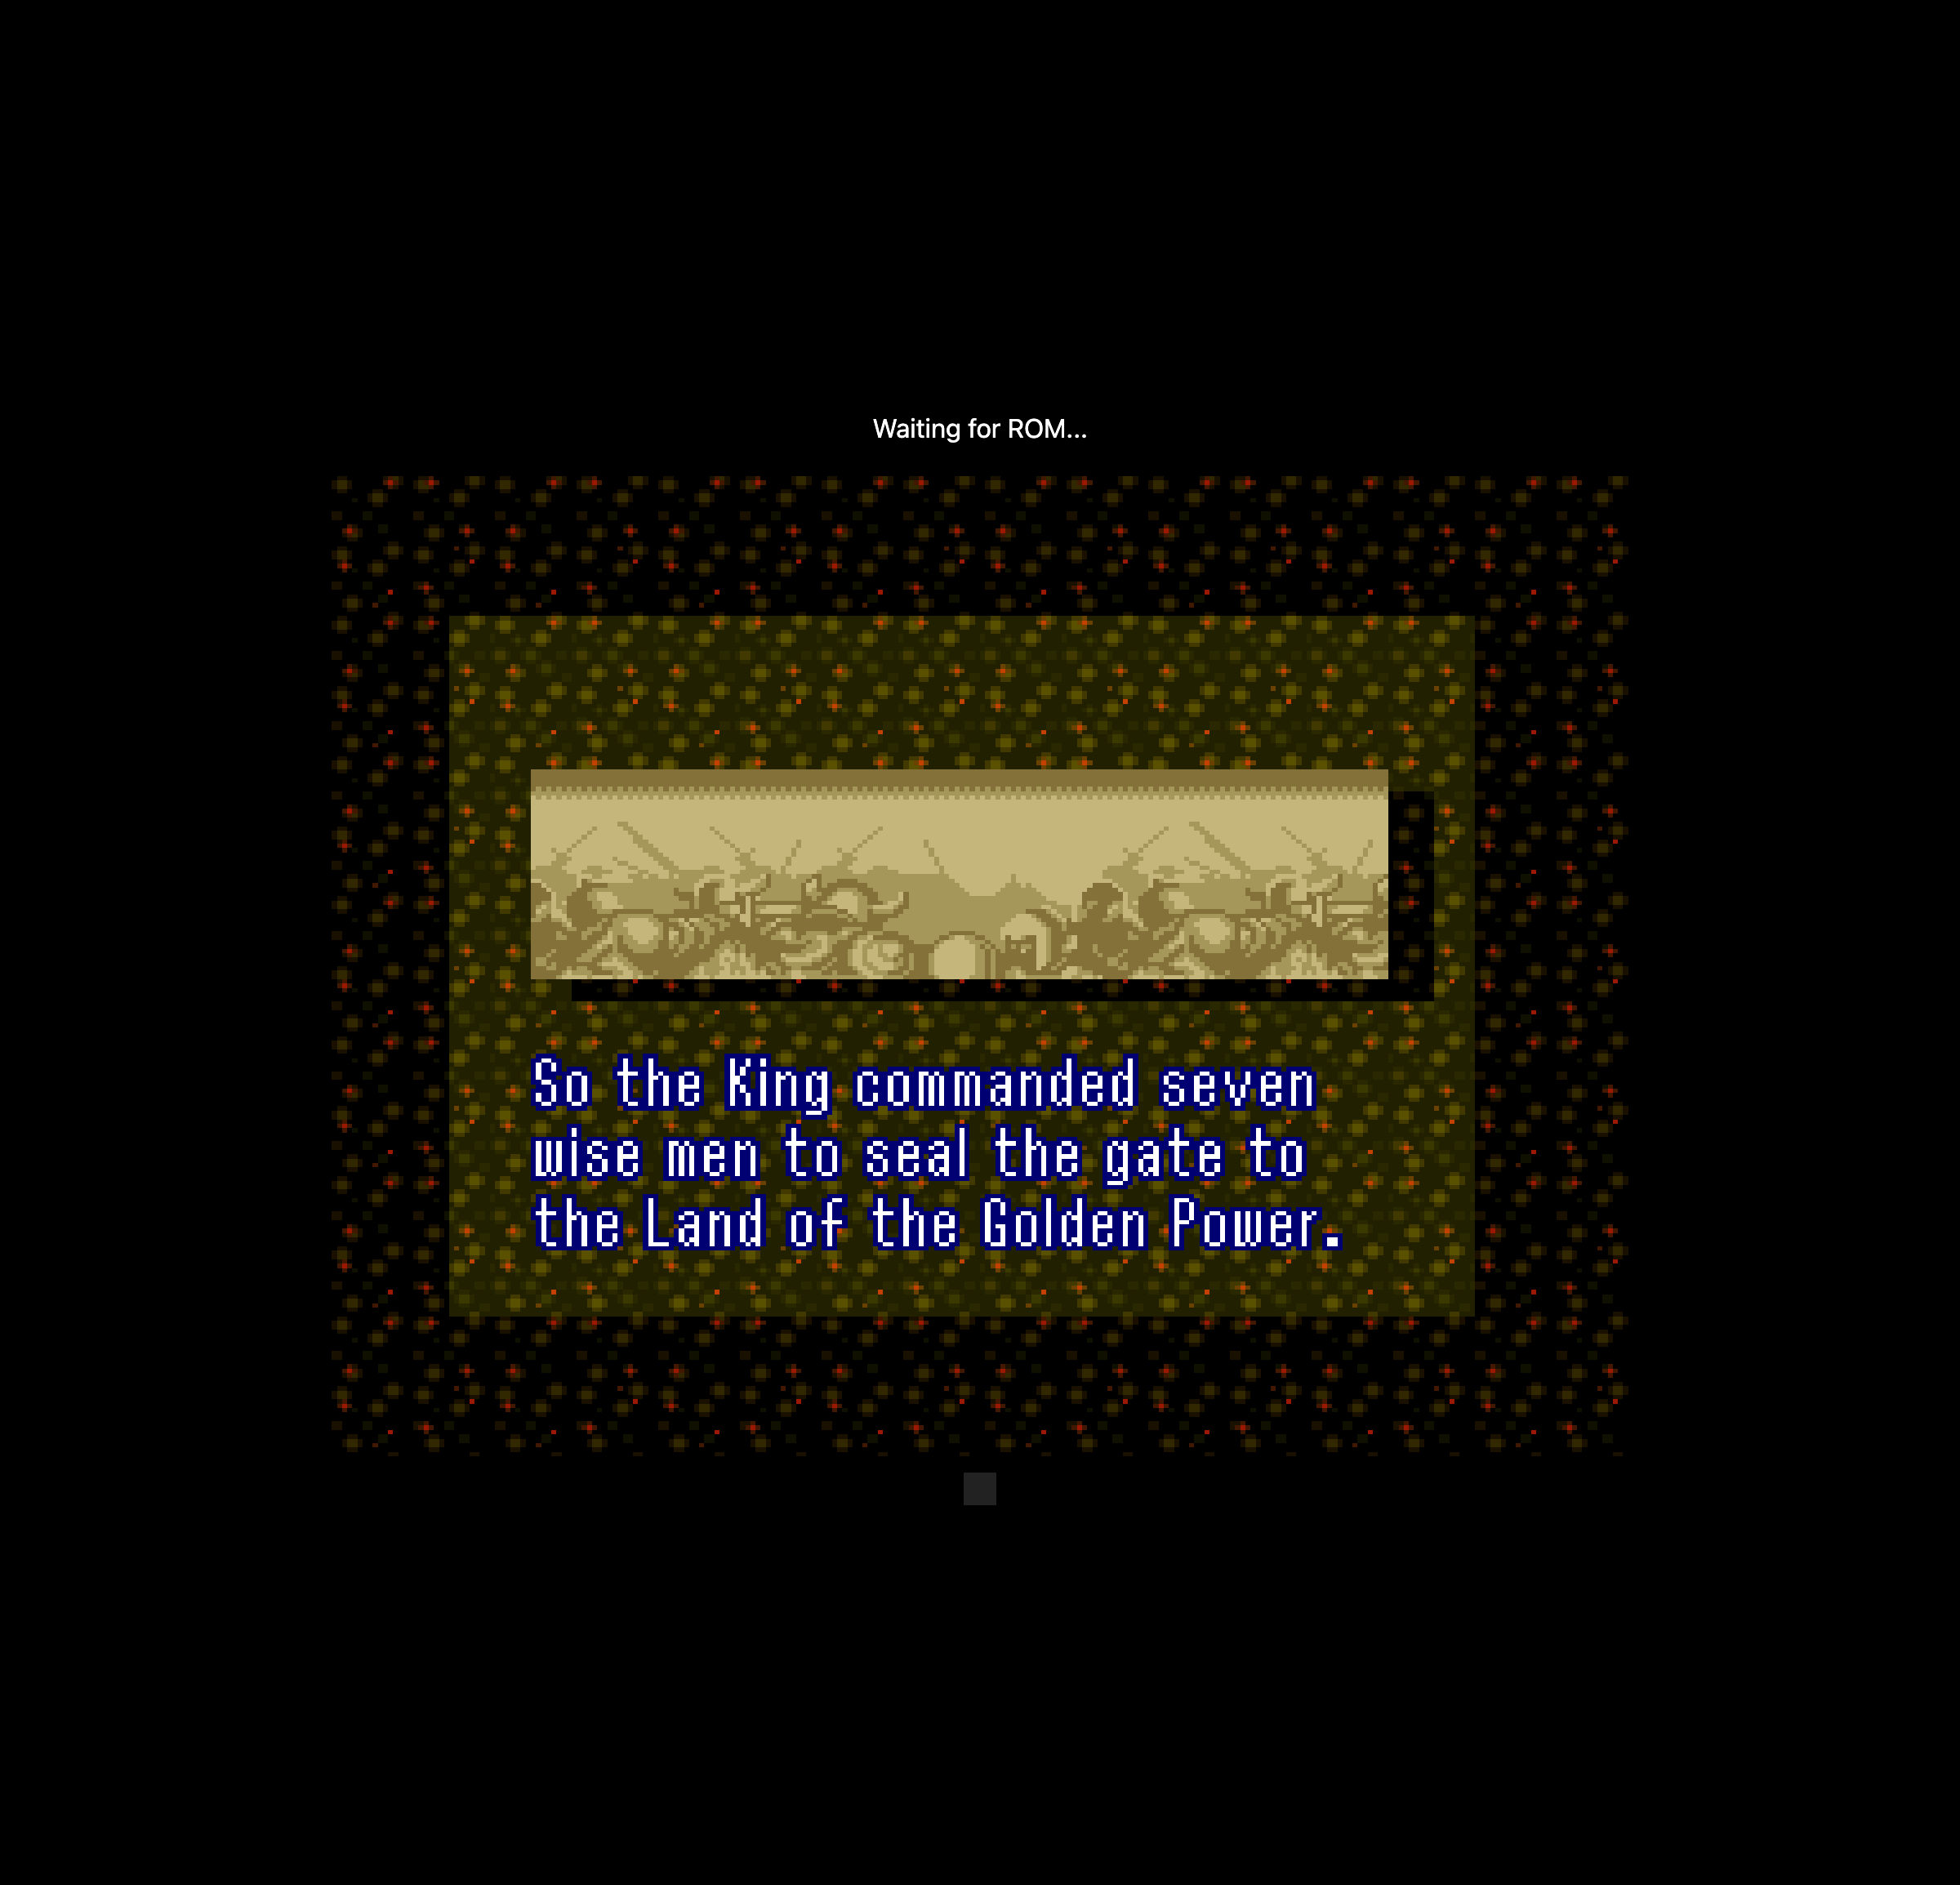 Waiting for ROM...
So the King commanded seven
wise men to seal the gate to
the Land of the Golden Power.